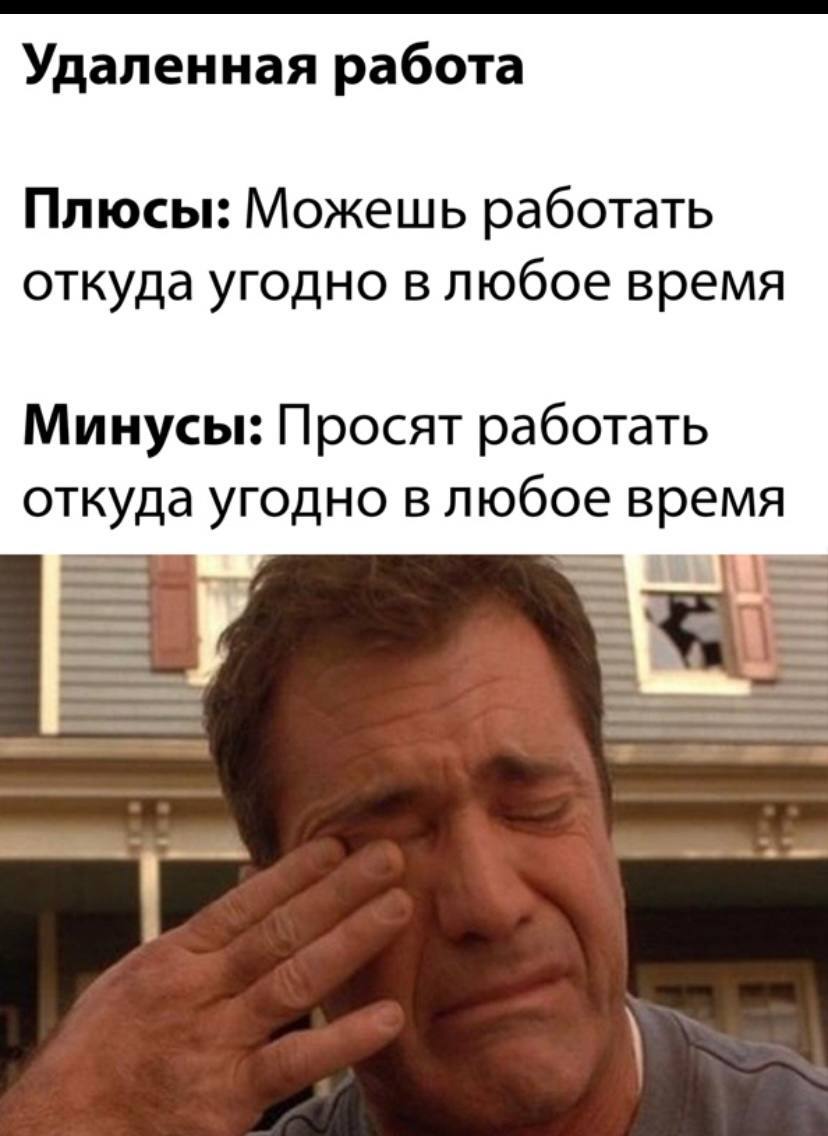 Удаленная работа
Плюсы: Можешь работать
откуда угодно в любое время
Минусы: Просят работать
откуда угодно в любое время